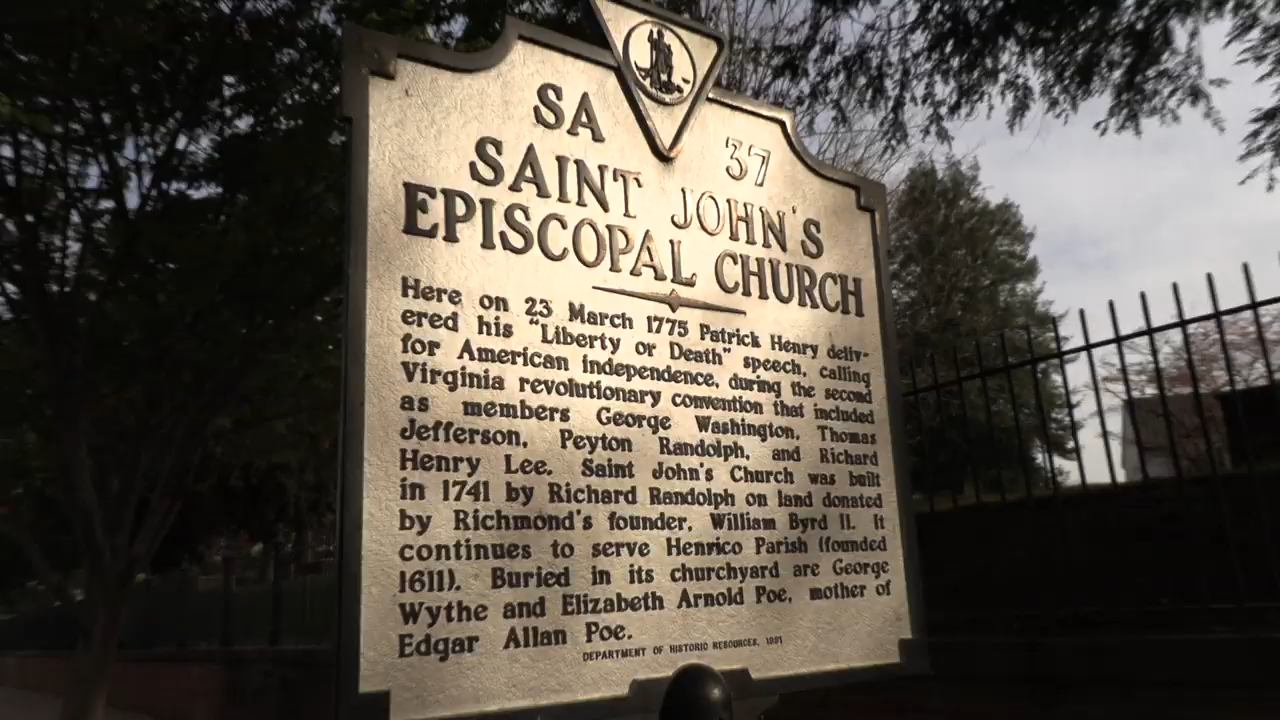 SA 37
SAINT JOHN'S
EPISCOPAL CHURCH
Here on 23 March 1775 Patrick Henry deliv-
ered his "Liberty or Death" speech, calling
for American independence, during the second
Virginia revolutionary convention that included
as members George Washington, Thomas
Jefferson, Peyton Randolph, and Richard
Henry Lee. Saint John's Church was built
in 1741 by Richard Randolph on land donated
by Richmond's founder, William Byrd II. It
continues to serve Henrico Parish (founded
1611). Buried in its churchyard are George
Wythe and Elizabeth Arnold Poe, mother of
Edgar Allan Poe.
DEPARTMENT OF HISTORIC RESOURCES, 1991